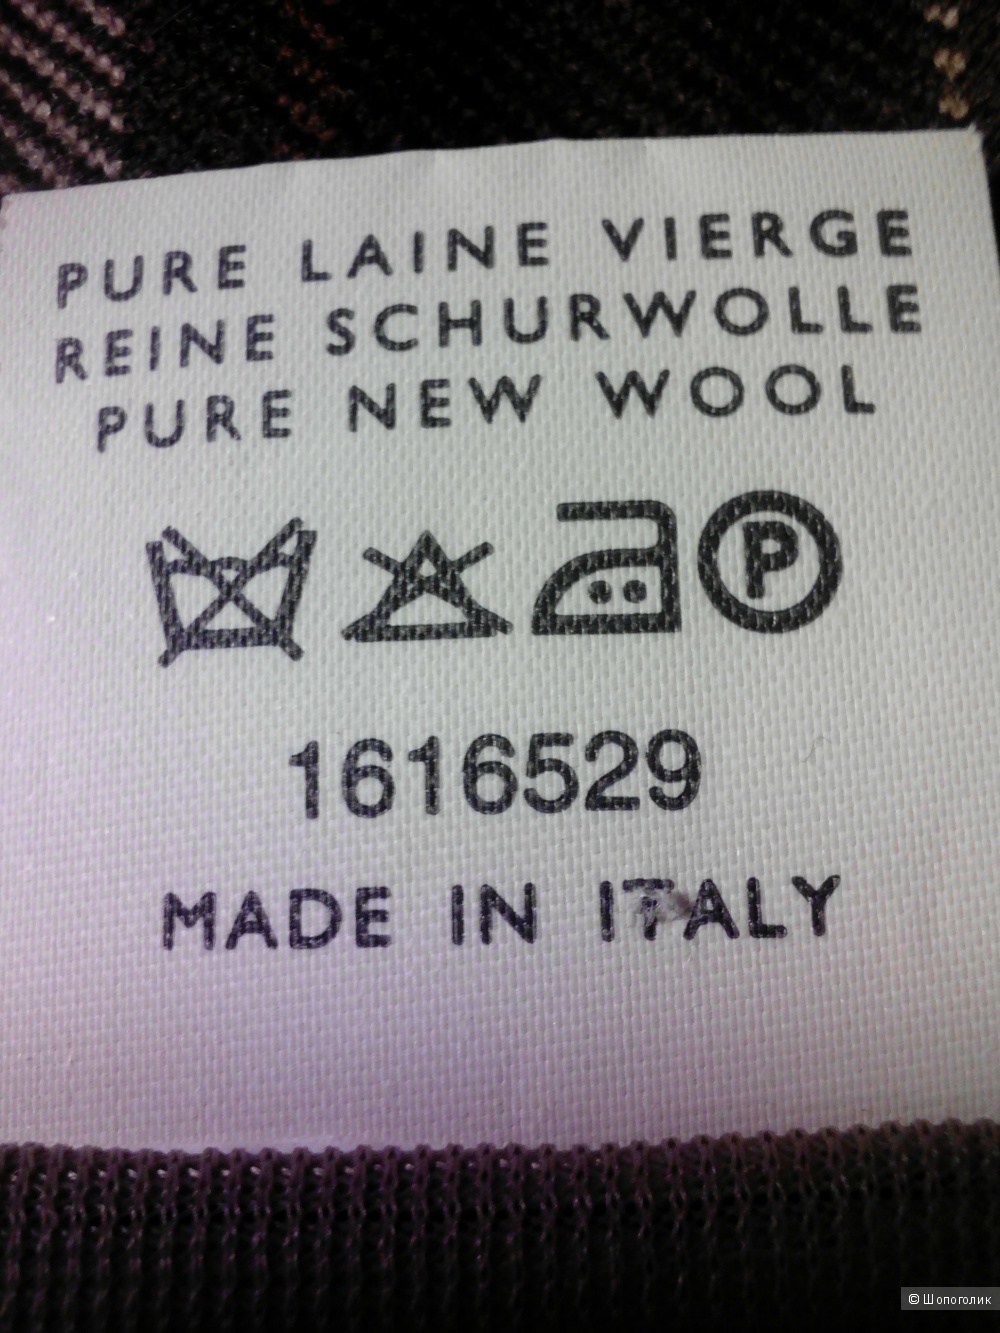 PURE LAINE VIERGE
REINE SCHURWOLLE
PURE NEW WOOL
P
1616529
MADE IN ITALY
© Шопоголик